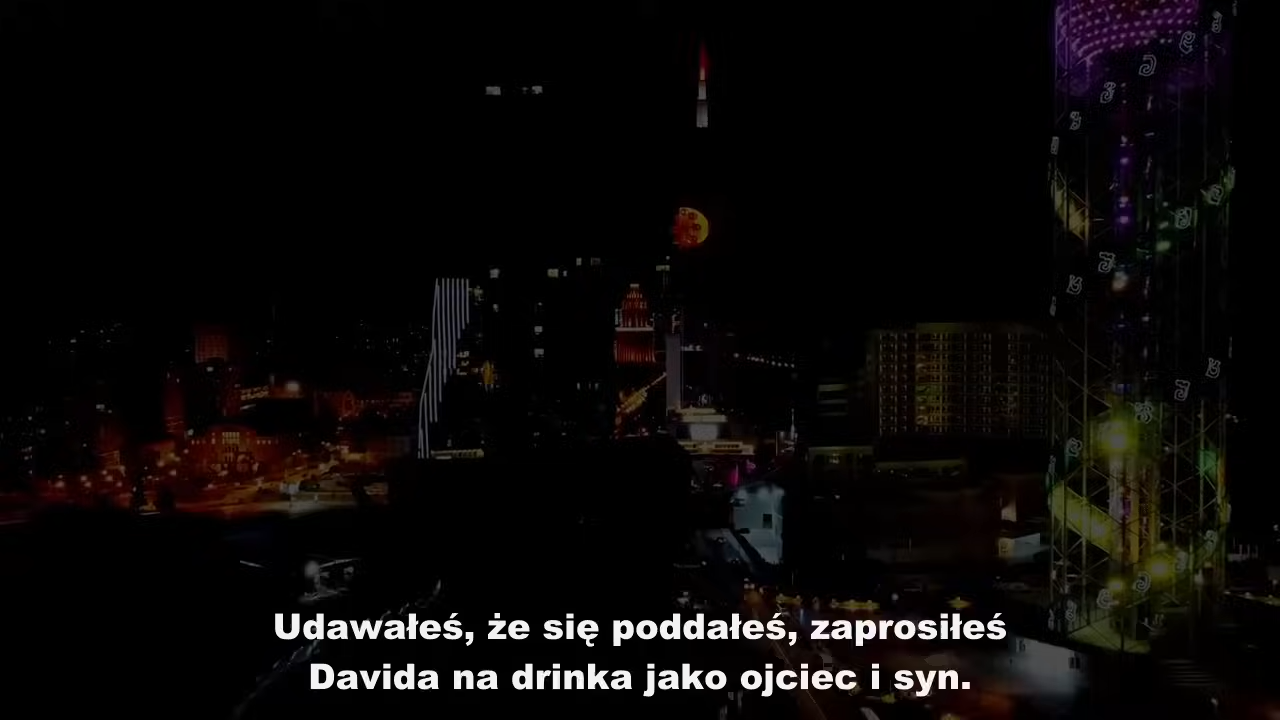 Udawałeś, że się poddałeś, zaprosiłeś
Davida na drinka jako ojciec i syn.